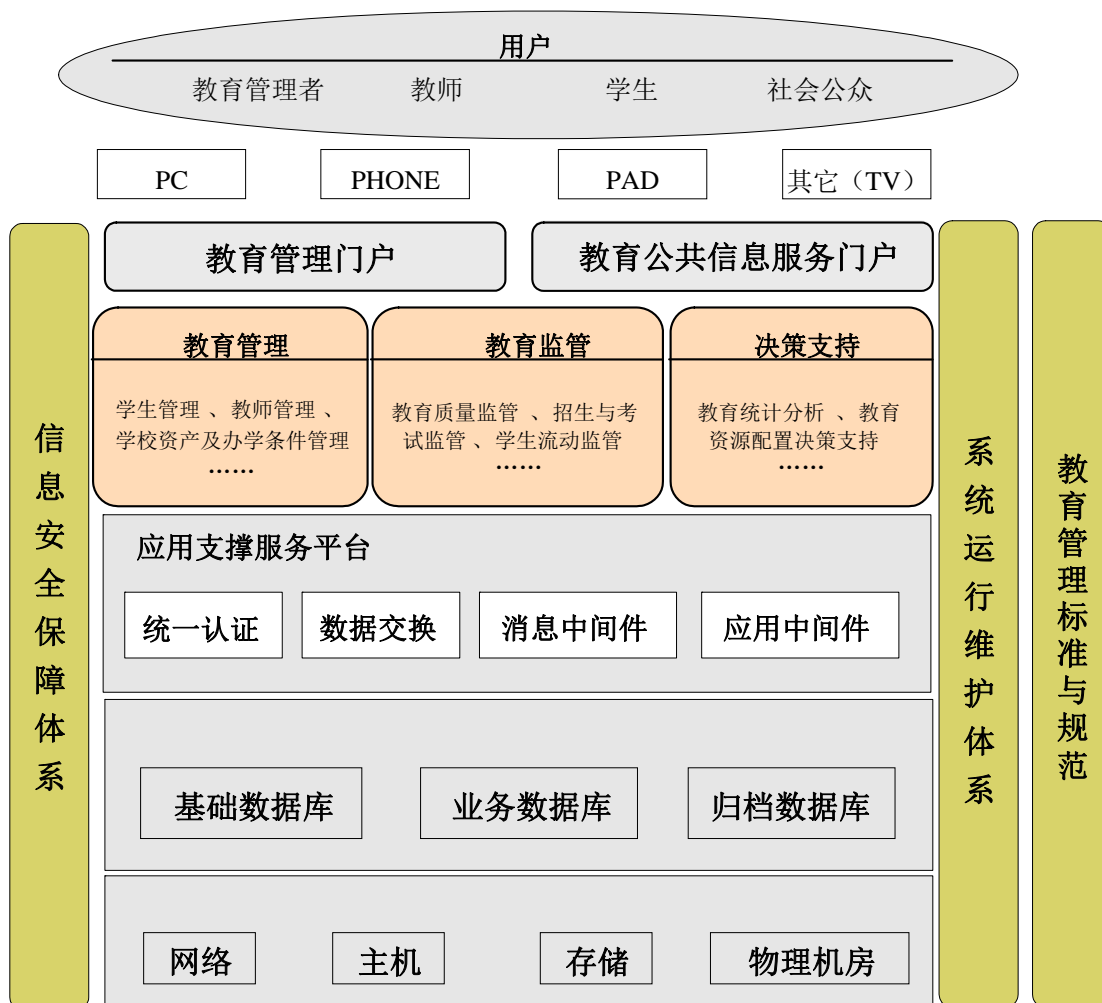 用户
教育管理者 教师 学生 社会公众
PC PHONE PAD 其它（TV）
教育管理门户 教育公共信息服务门户
教育管理
学生管理 、教师管理 、
学校资产及办学条件管理
……
教育监管
教育质量监管 、招生与考
试监管、学生流动监管
……
决策支持
教育统计分析 、教育
资源配置决策支持
……
应用支撑服务平台
统一认证 数据交换 消息中间件 应用中间件
基础数据库 业务数据库 归档数据库
网络 主机 存储 物理机房
信息安全保障体系
系统运行维护体系
教育管理标准与规范